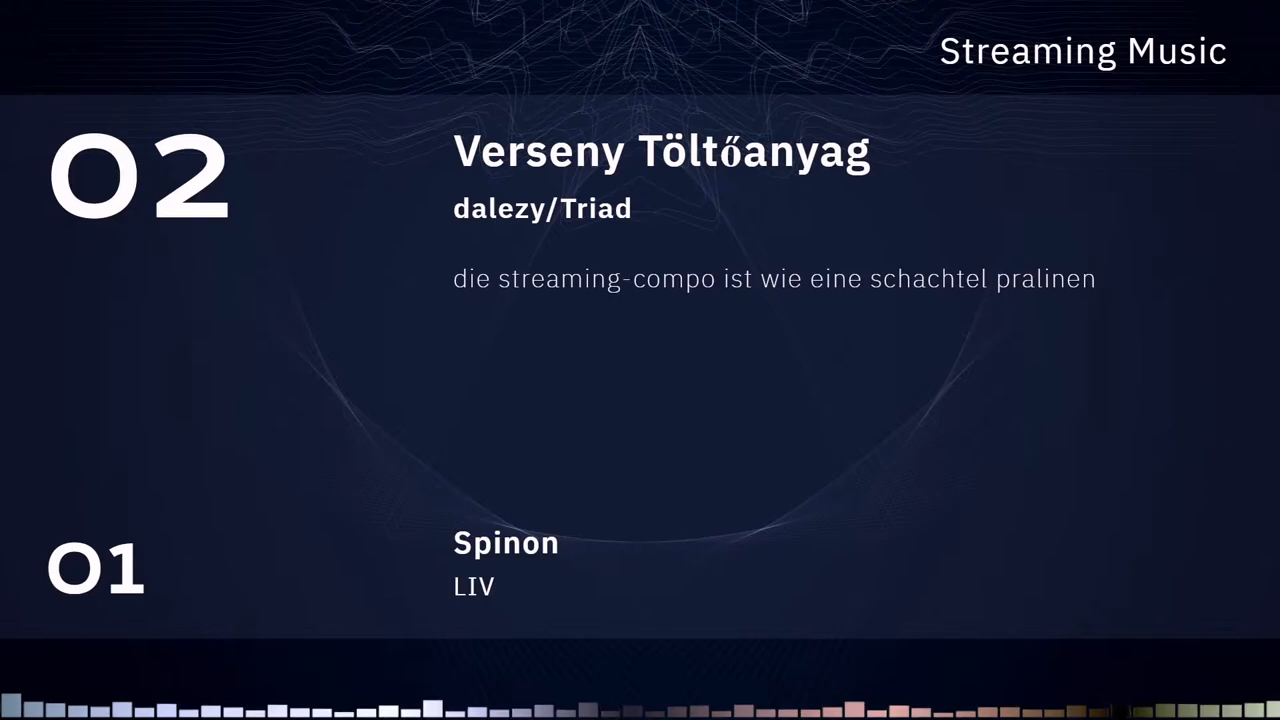 Streaming Music
02
Verseny Töltőanyag
dalezy/Triad
die streaming-compo ist wie eine schachtel pralinen
01
Spinon
LIV